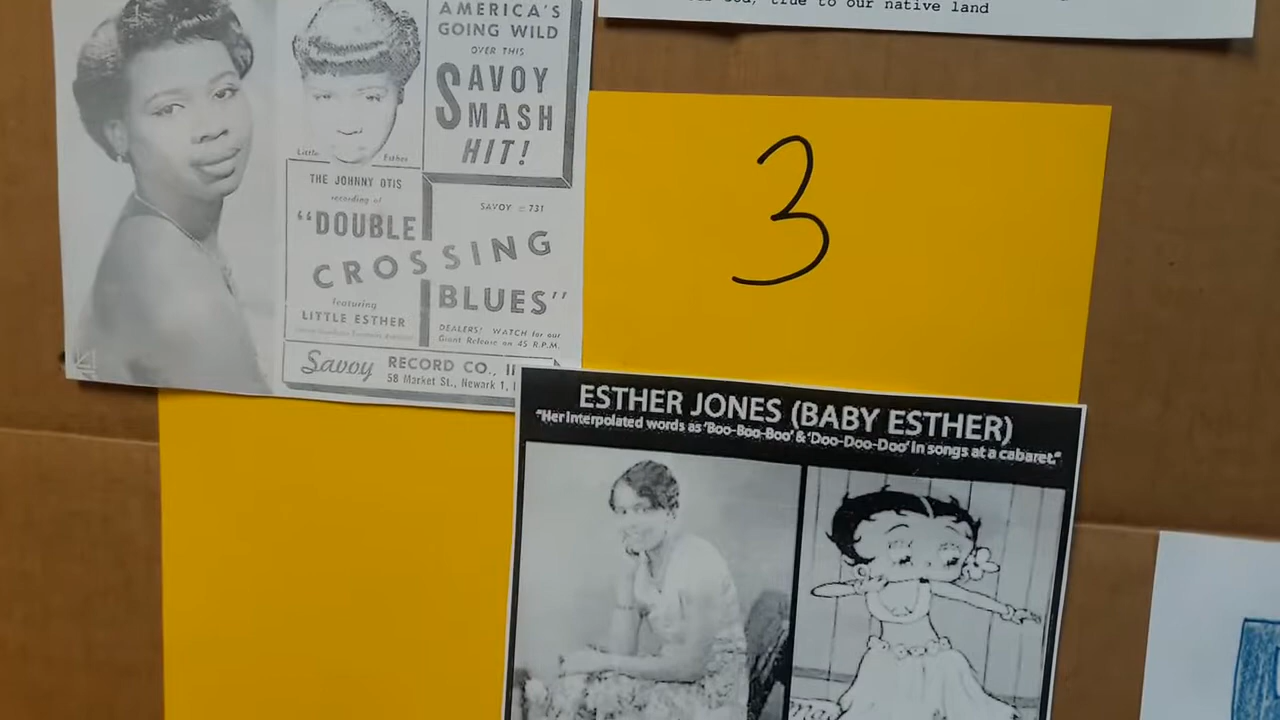 God, true to our native land
AMERICA'S
GOING WILD
OVER THIS
SAVOY
SMASH
HIT!
Little Esther
THE JOHNNY OTIS
recording of
SAVOY - 731
"DOUBLE
CROSSING
BLUES"
featuring
LITTLE ESTHER
DEALERS! WATCH for our
Giant Release on 45 R.P.M.
Savoy RECORD CO.,
58 Market St., Newark 1,
3
ESTHER JONES (BABY ESTHER)
"Her Interpolated words as 'Boo-Boo-Boo' & 'Doo-Doo-Doo' in songs at a cabaret."